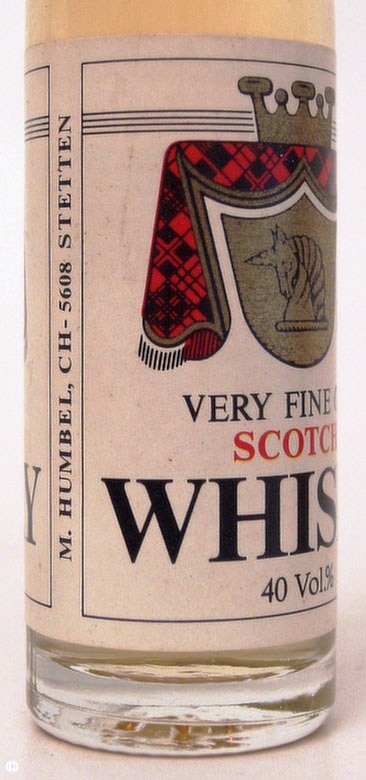 M. HUMBEL, CH- 5608 STETTEN
VERY FINE
SCOTCH
WHIS
40 Vol.%
Y
©